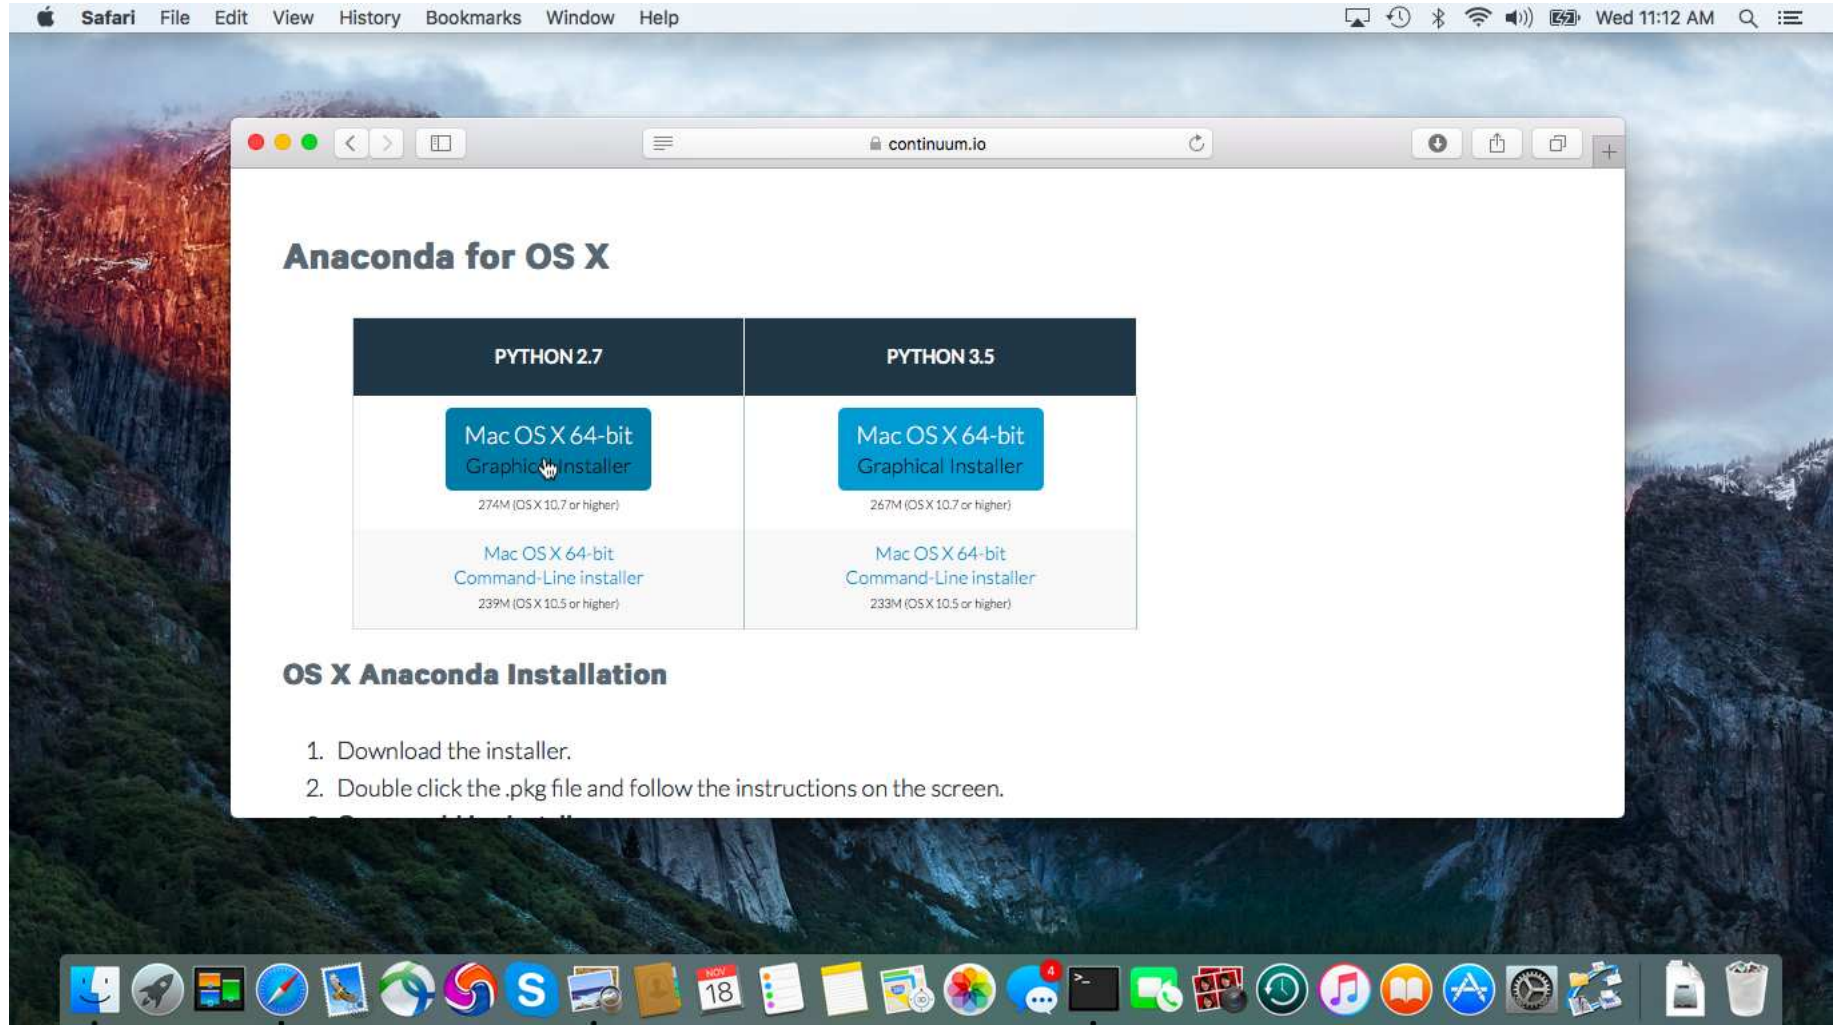 Safari File Edit View History Bookmarks Window Help Wed 11:12 AM
continuum.io
Anaconda for OS X
PYTHON 2.7 PYTHON 3.5
Mac OS X 64-bit Mac OS X 64-bit
Graphical Installer Graphical Installer
274M (OS X 10.7 or higher) 267M (OS X 10.7 or higher)
Mac OS X 64-bit Mac OS X 64-bit
Command-Line installer Command-Line installer
239M (OS X 10.5 or higher) 233M (OS X 10.5 or higher)
OS X Anaconda Installation
1. Download the installer.
2. Double click the .pkg file and follow the instructions on the screen.
NOV
18
4